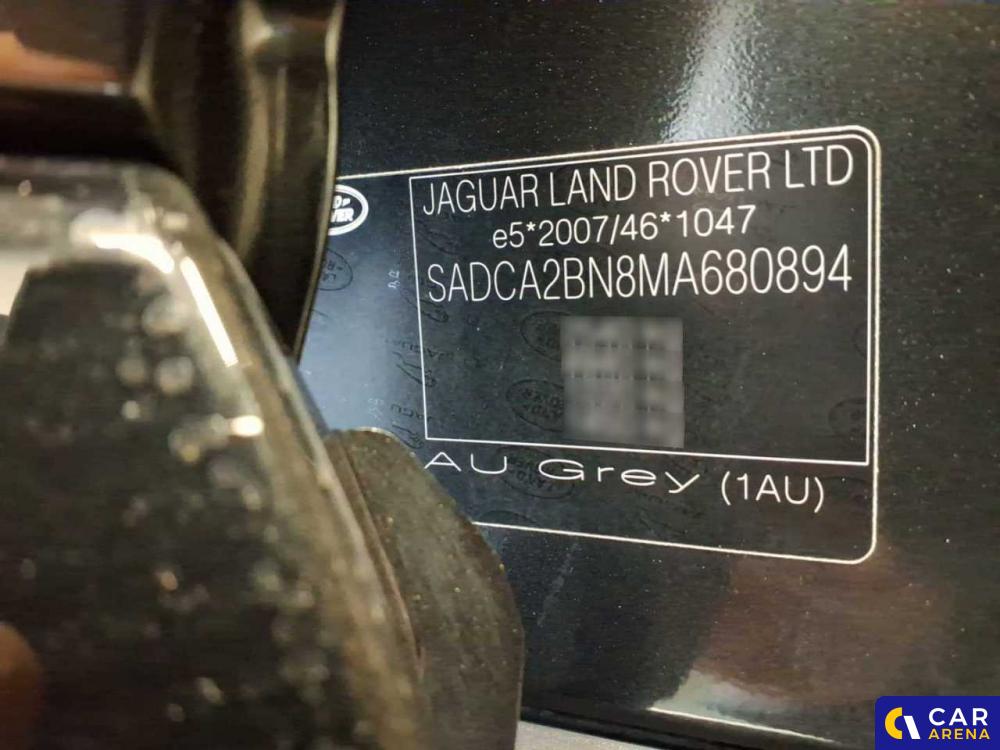 JAGUAR LAND ROVER LTD
e5*2007/46*1047
SADCA2BN8MA680894
AU Grey (1AU)
CAR
ARENA